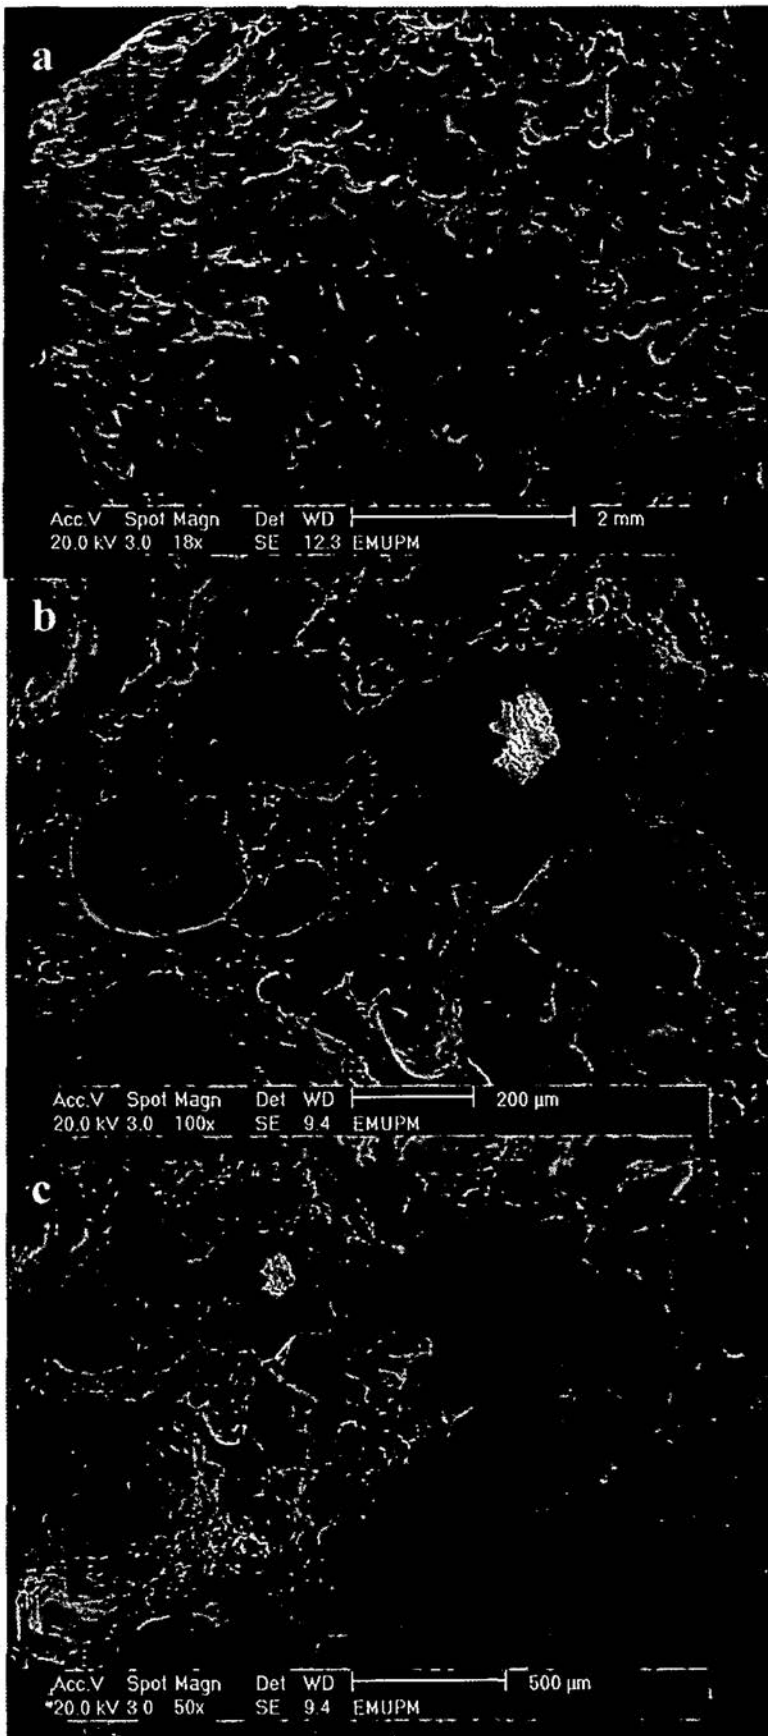 a
Acc.V Spot Magn Det WD 2 mm
20.0 kV 3.0 18x SE 12.3 EMUPM
b
Acc.V Spot Magn Det WD 200 µm
20.0 kV 3.0 100x SE 9.4 EMUPM
c
Acc.V Spot Magn Det WD 500 µm
20.0 kV 3 0 50x SE 9.4 EMUPM